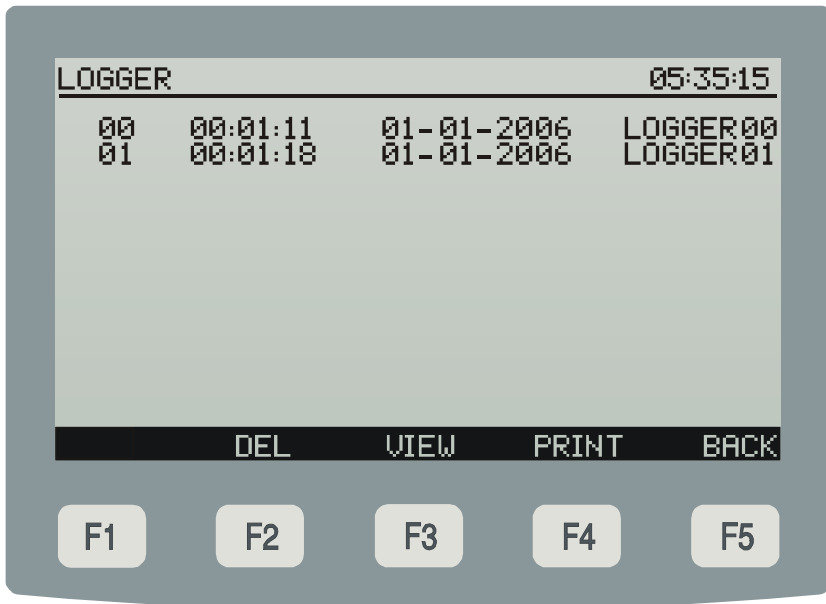 LOGGER 05:35:15
00 00:01:11 01-01-2006 LOGGER00
01 00:01:18 01-01-2006 LOGGER01
DEL VIEW PRINT BACK
F1 F2 F3 F4 F5